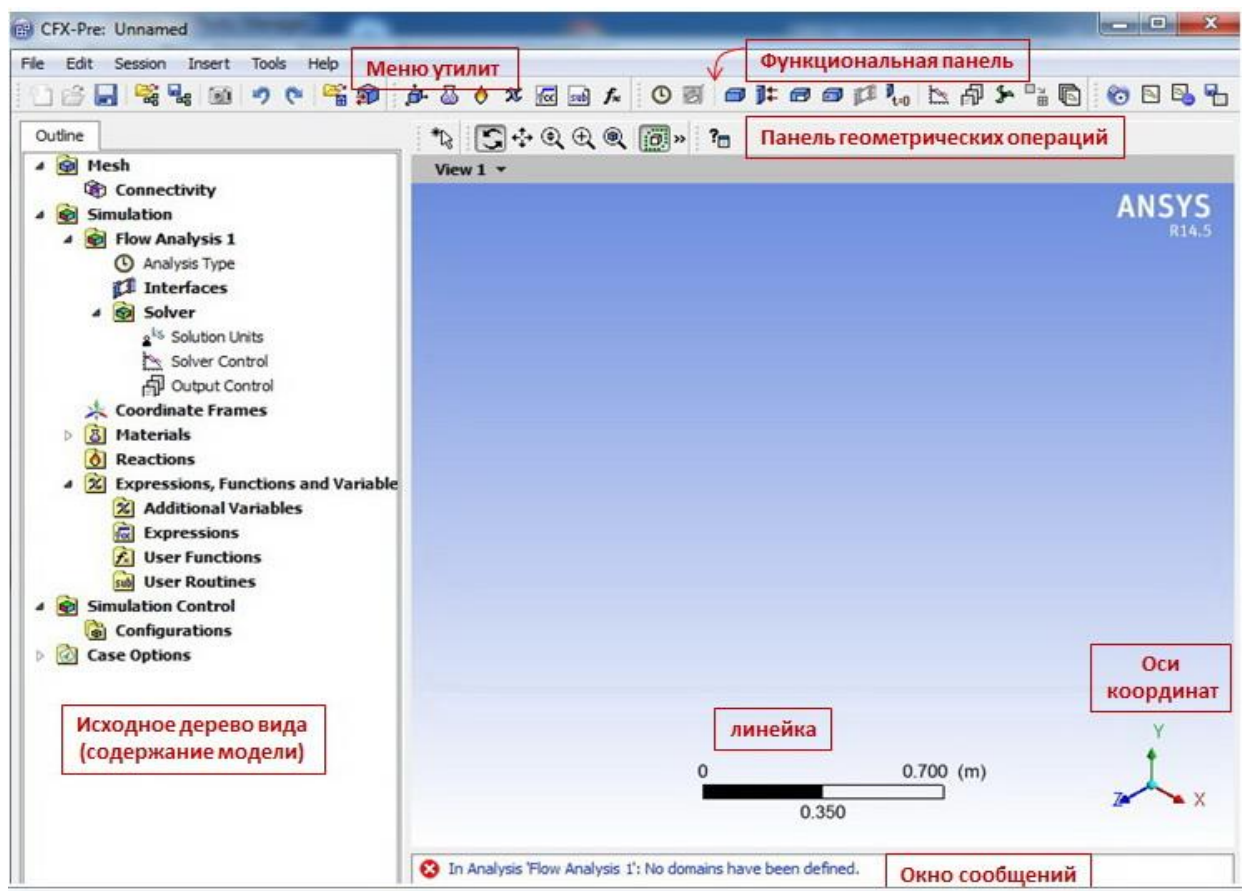 CFX-Pre: Unnamed
File Edit Session Insert Tools Help
Меню утилит
Функциональная панель
Outline
Панель геометрических операций
View 1
Mesh
Connectivity
Simulation
Flow Analysis 1
Analysis Type
Interfaces
Solver
Solution Units
Solver Control
Output Control
Coordinate Frames
Materials
Reactions
Expressions, Functions and Variable
Additional Variables
Expressions
User Functions
User Routines
Simulation Control
Configurations
Case Options
Исходное дерево вида
(содержание модели)
ANSYS
R14.5
Оси
координат
линейка
0 0.700 (m)
0.350
Y
Z X
In Analysis 'Flow Analysis 1': No domains have been defined.
Окно сообщений